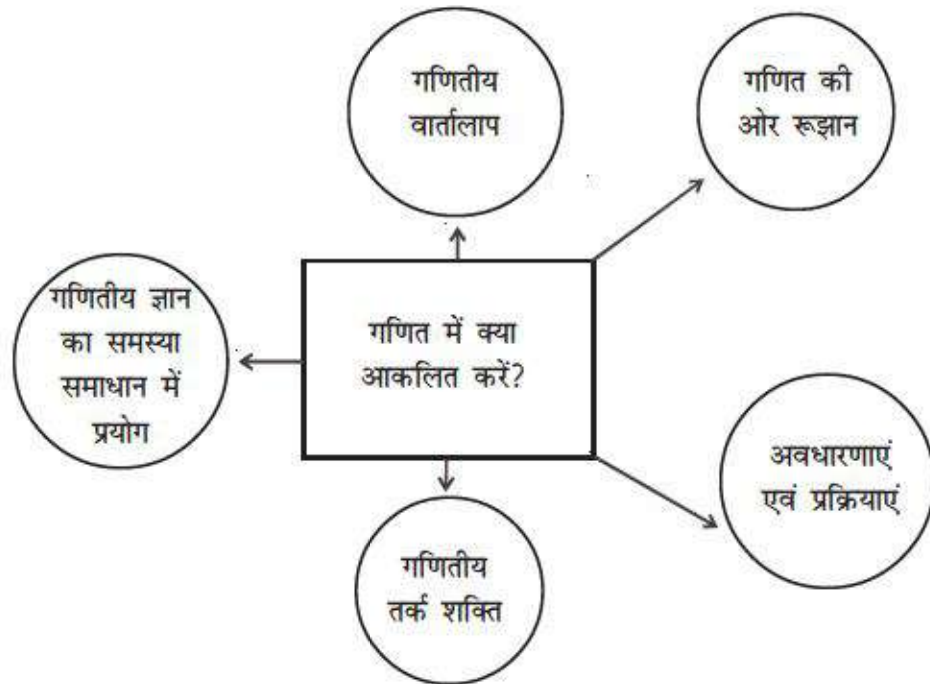 गणितीय
वार्तालाप
गणित की
ओर रूझान
गणितीय ज्ञान
का समस्या
समाधान में
प्रयोग
गणित में क्या
आकलित करें?
अवधारणाएं
एवं प्रक्रियाएं
गणितीय
तर्क शक्ति